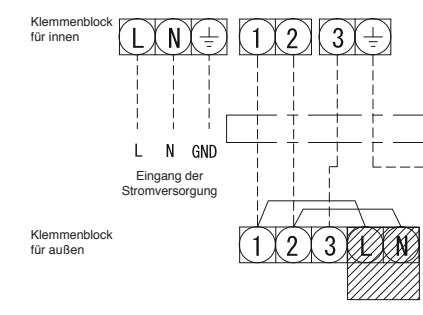 Klemmenblock
für innen
L N 1 2 3
L N GND
Eingang der
Stromversorgung
Klemmenblock
für außen
1 2 3 L N